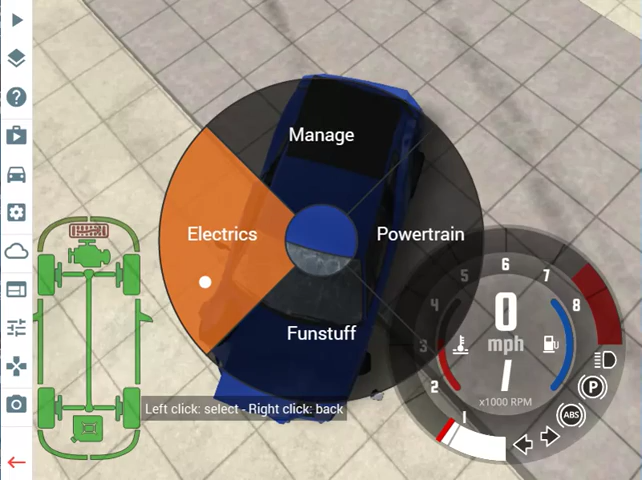 Manage
Electrics
Powertrain
Funstuff
Left click: select - Right click: back
1
2
3
4
5
6
7
8
0
mph
1
x1000 RPM
P
ABS